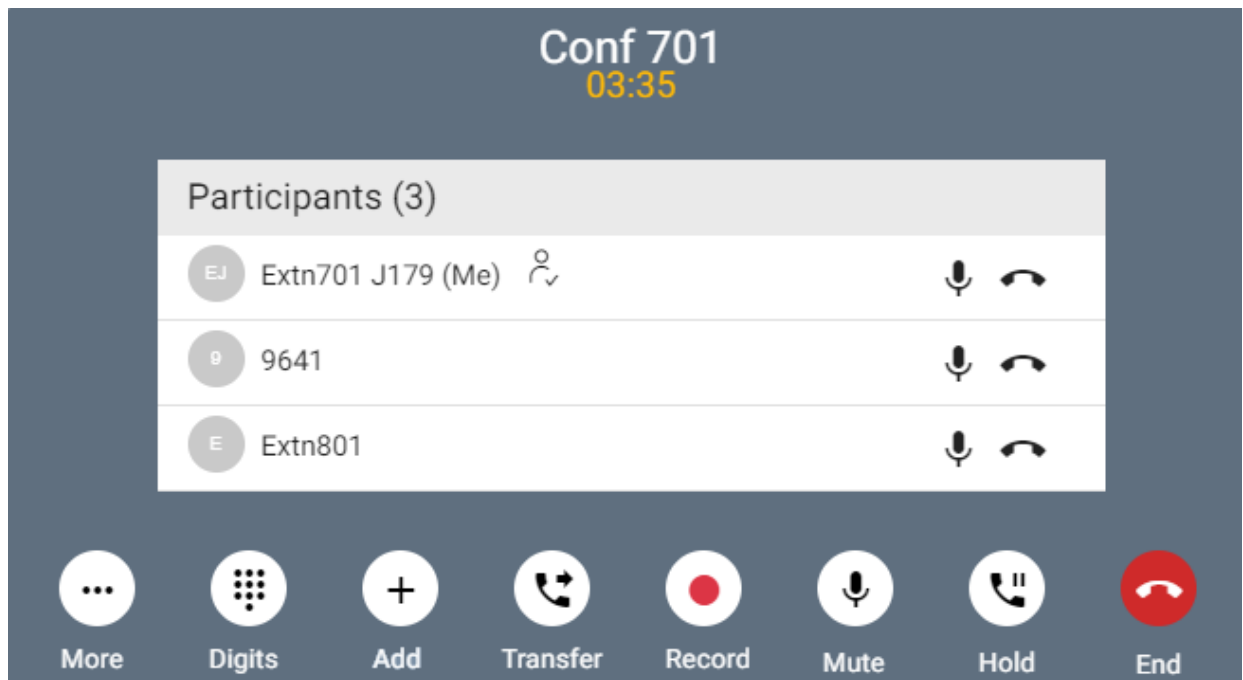 Conf 701
03:35
Participants (3)
EJ Extn701 J179 (Me)
9 9641
E Extn801
More Digits Add Transfer Record Mute Hold End